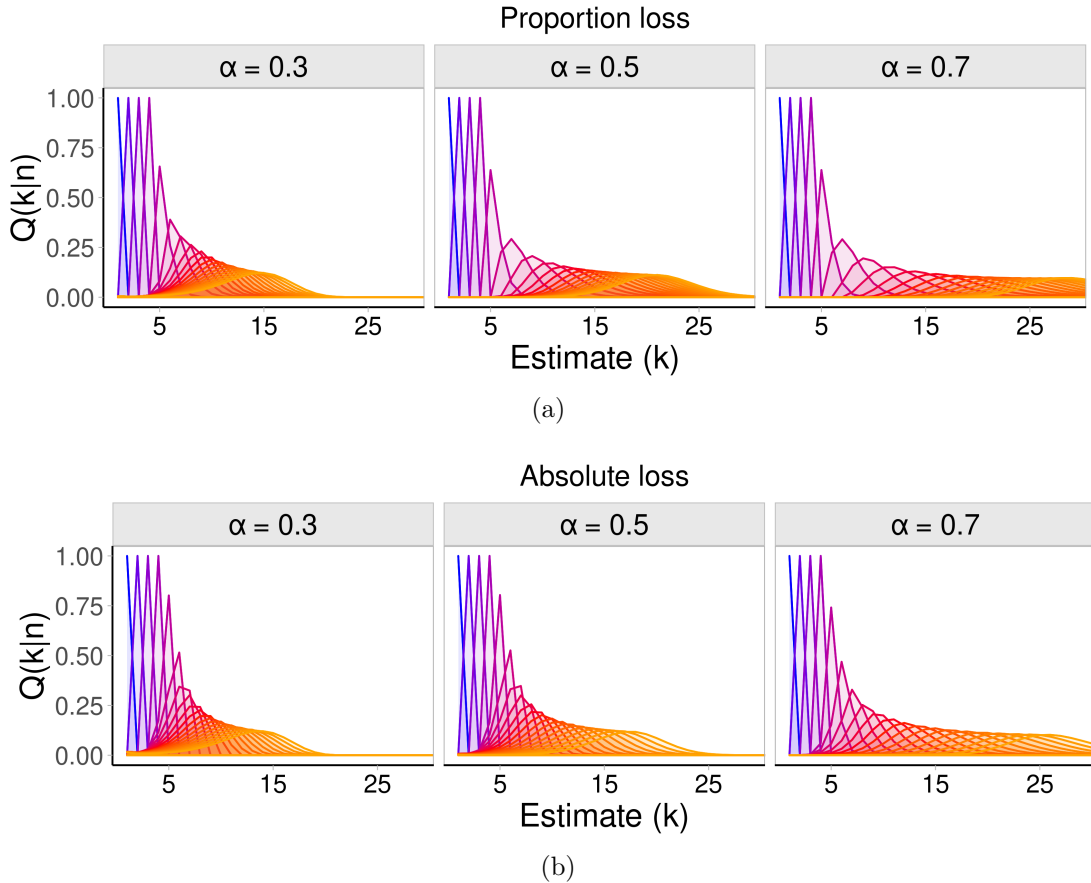 Proportion loss
α = 0.3
α = 0.5
α = 0.7
1.00
0.75
0.50
0.25
0.00
Q(k|n)
5 15 25
5 15 25
5 15 25
Estimate (k)
(a)
Absolute loss
α = 0.3
α = 0.5
α = 0.7
1.00
0.75
0.50
0.25
0.00
Q(k|n)
5 15 25
5 15 25
5 15 25
Estimate (k)
(b)